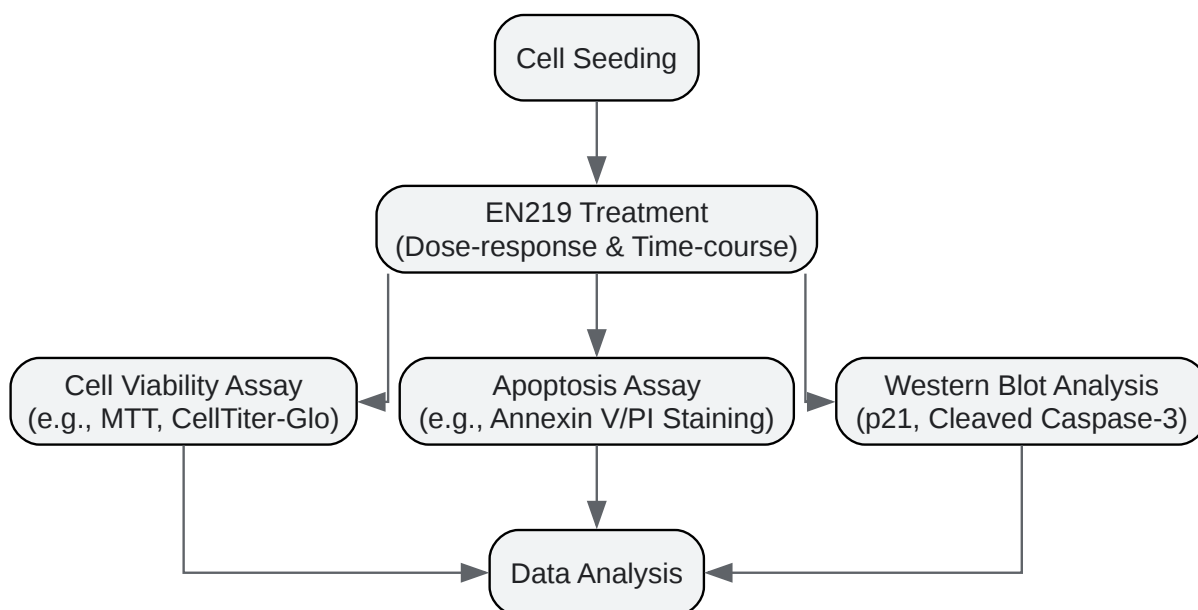 Cell Seeding
EN219 Treatment
(Dose-response & Time-course)
Cell Viability Assay
(e.g., MTT, CellTiter-Glo)
Apoptosis Assay
(e.g., Annexin V/PI Staining)
Western Blot Analysis
(p21, Cleaved Caspase-3)
Data Analysis